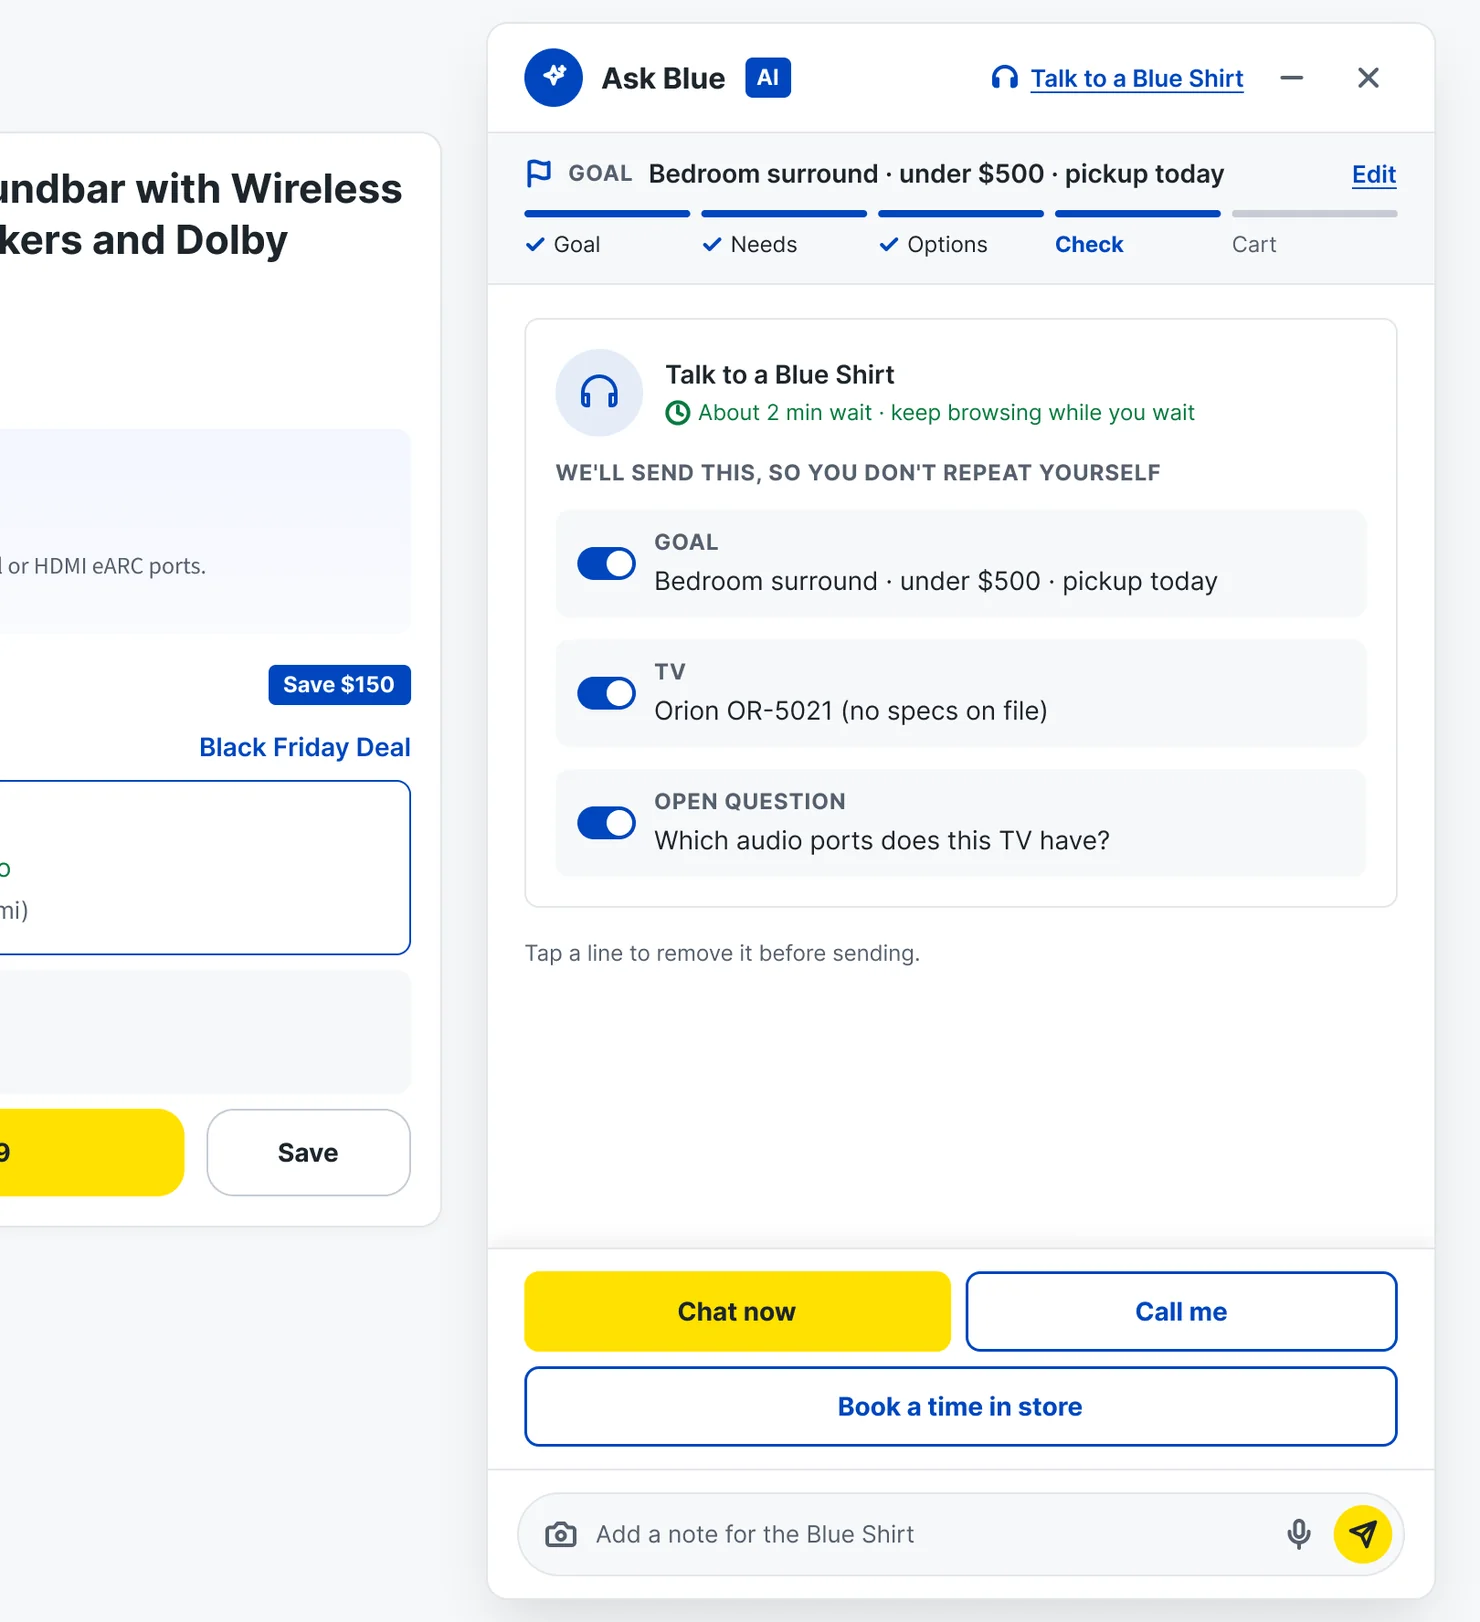 undbar with Wireless
kers and Dolby
l or HDMI eARC ports.
Save $150
Black Friday Deal
o
mi)
9
Save
Ask Blue AI
Talk to a Blue Shirt
GOAL Bedroom surround · under $500 · pickup today Edit
Goal Needs Options Check Cart
Talk to a Blue Shirt
About 2 min wait · keep browsing while you wait
WE'LL SEND THIS, SO YOU DON'T REPEAT YOURSELF
GOAL
Bedroom surround · under $500 · pickup today
TV
Orion OR-5021 (no specs on file)
OPEN QUESTION
Which audio ports does this TV have?
Tap a line to remove it before sending.
Chat now
Call me
Book a time in store
Add a note for the Blue Shirt